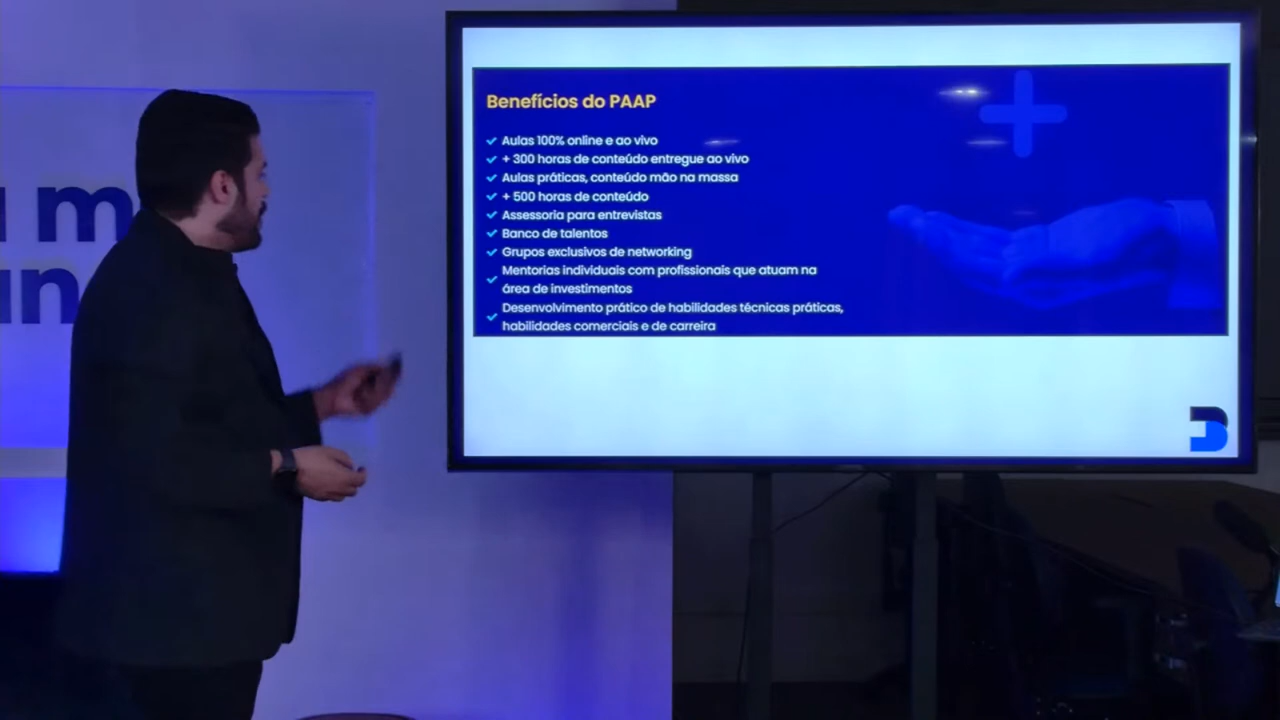 Benefícios do PAAP
Aulas 100% online e ao vivo
+ 300 horas de conteúdo entregue ao vivo
Aulas práticas, conteúdo mão na massa
+ 500 horas de conteúdo
Assessoria para entrevistas
Banco de talentos
Grupos exclusivos de networking
Mentorias individuais com profissionais que atuam na
área de investimentos
Desenvolvimento prático de habilidades técnicas práticas,
habilidades comerciais e de carreira